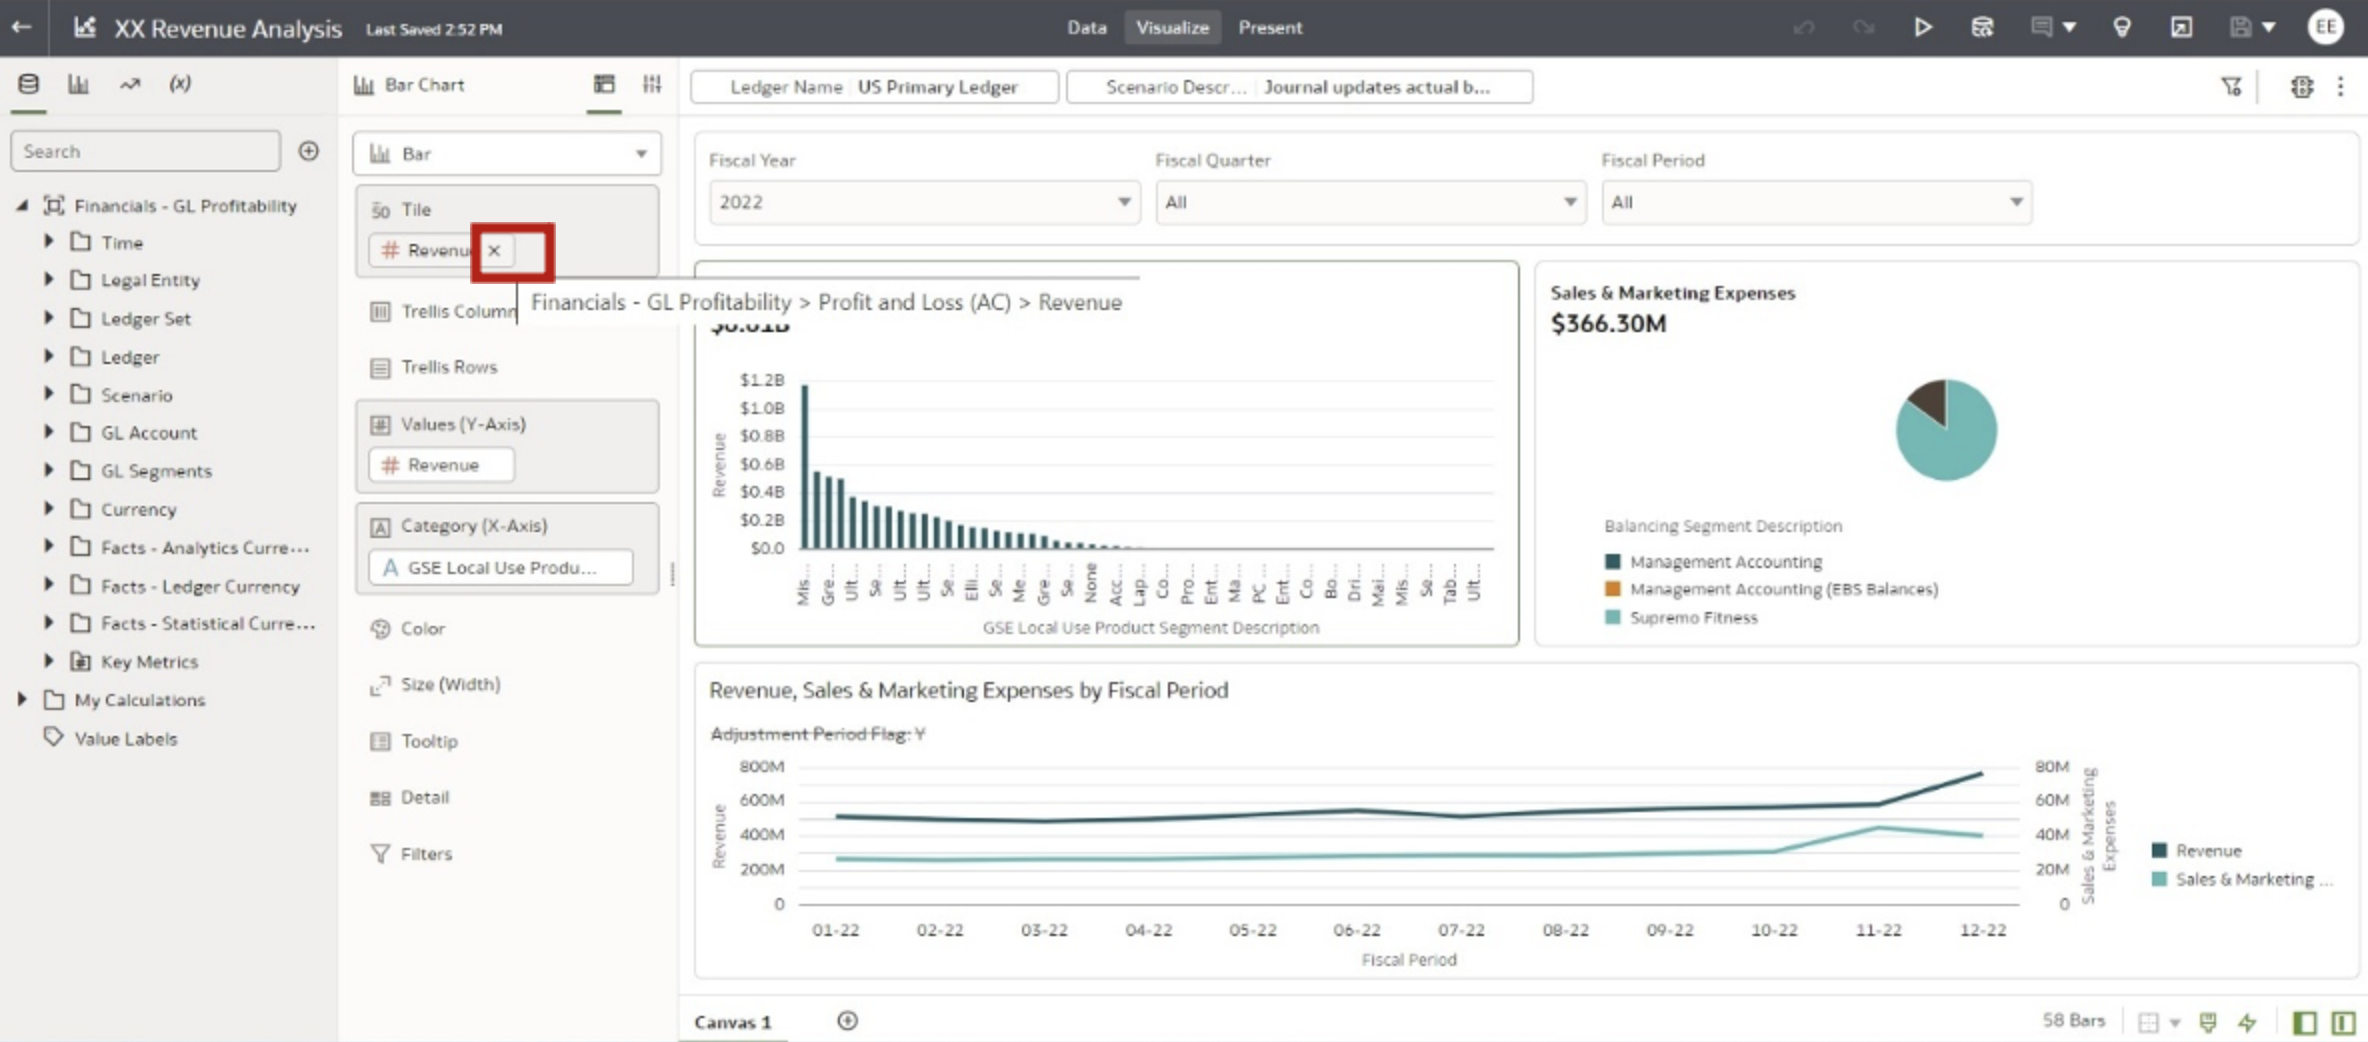 XX Revenue Analysis Last Saved 2:52 PM Data Visualize Present EE
(x) Bar Chart
Ledger Name US Primary Ledger Scenario Descr... Journal updates actual b...
Search
Financials - GL Profitability
Time
Legal Entity
Ledger Set
Ledger
Scenario
GL Account
GL Segments
Currency
Facts - Analytics Curre...
Facts - Ledger Currency
Facts - Statistical Curre...
Key Metrics
My Calculations
Value Labels
Bar
50 Tile
# Revenu ×
Financials - GL Profitability > Profit and Loss (AC) > Revenue
Trellis Column
Trellis Rows
Values (Y-Axis)
# Revenue
A Category (X-Axis)
A GSE Local Use Produ...
Color
Size (Width)
Tooltip
Detail
Filters
Fiscal Year Fiscal Quarter Fiscal Period
2022 All All
$1.2B
$1.0B
$0.8B
$0.6B
$0.4B
$0.2B
$0.0
Revenue
Mis... Gre... Ult... Se... Ult... Ult... Se... Elli... Se... Me... Gre... Se... None Acc... Lap... Co... Pro... Ent... Ma... PC ... Ent... Co... Bo... Dri... Mai... Mis... Se... Tab... Ult...
GSE Local Use Product Segment Description
Sales & Marketing Expenses
$366.30M
Balancing Segment Description
Management Accounting
Management Accounting (EBS Balances)
Supremo Fitness
Revenue, Sales & Marketing Expenses by Fiscal Period
Adjustment Period Flag: Y
800M
600M
400M
200M
0
Revenue
80M
60M
40M
20M
0
Sales & Marketing
Expenses
Revenue
Sales & Marketing ...
01-22 02-22 03-22 04-22 05-22 06-22 07-22 08-22 09-22 10-22 11-22 12-22
Fiscal Period
Canvas 1 58 Bars